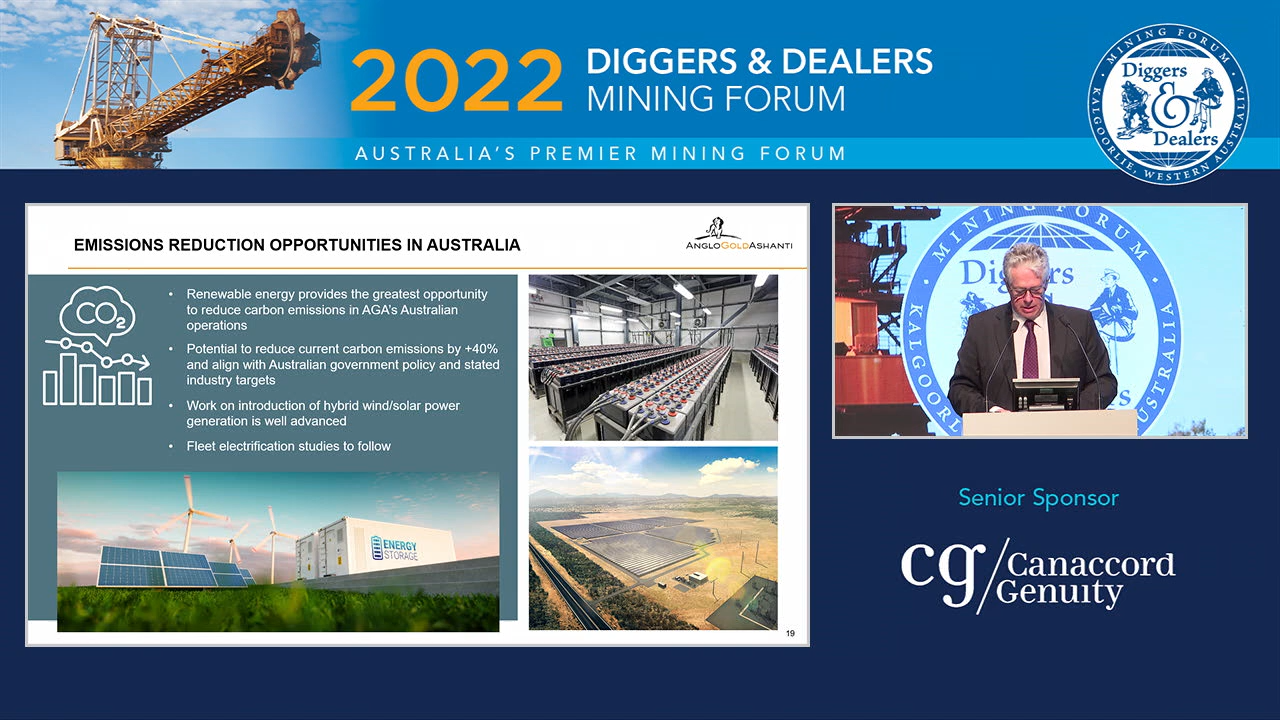 2022
DIGGERS & DEALERS
MINING FORUM
AUSTRALIA'S PREMIER MINING FORUM
MINING FORUM
Diggers
&
Dealers
KALGOORLIE, WESTERN AUSTRALIA
EMISSIONS REDUCTION OPPORTUNITIES IN AUSTRALIA
ANGLOGOLDASHANTI
CO2
• Renewable energy provides the greatest opportunity
to reduce carbon emissions in AGA's Australian
operations
• Potential to reduce current carbon emissions by +40%
and align with Australian government policy and stated
industry targets
• Work on introduction of hybrid wind/solar power
generation is well advanced
• Fleet electrification studies to follow
ENERGY
STORAGE
19
MINING FORUM
Diggers
Senior Sponsor
cg/Canaccord
Genuity